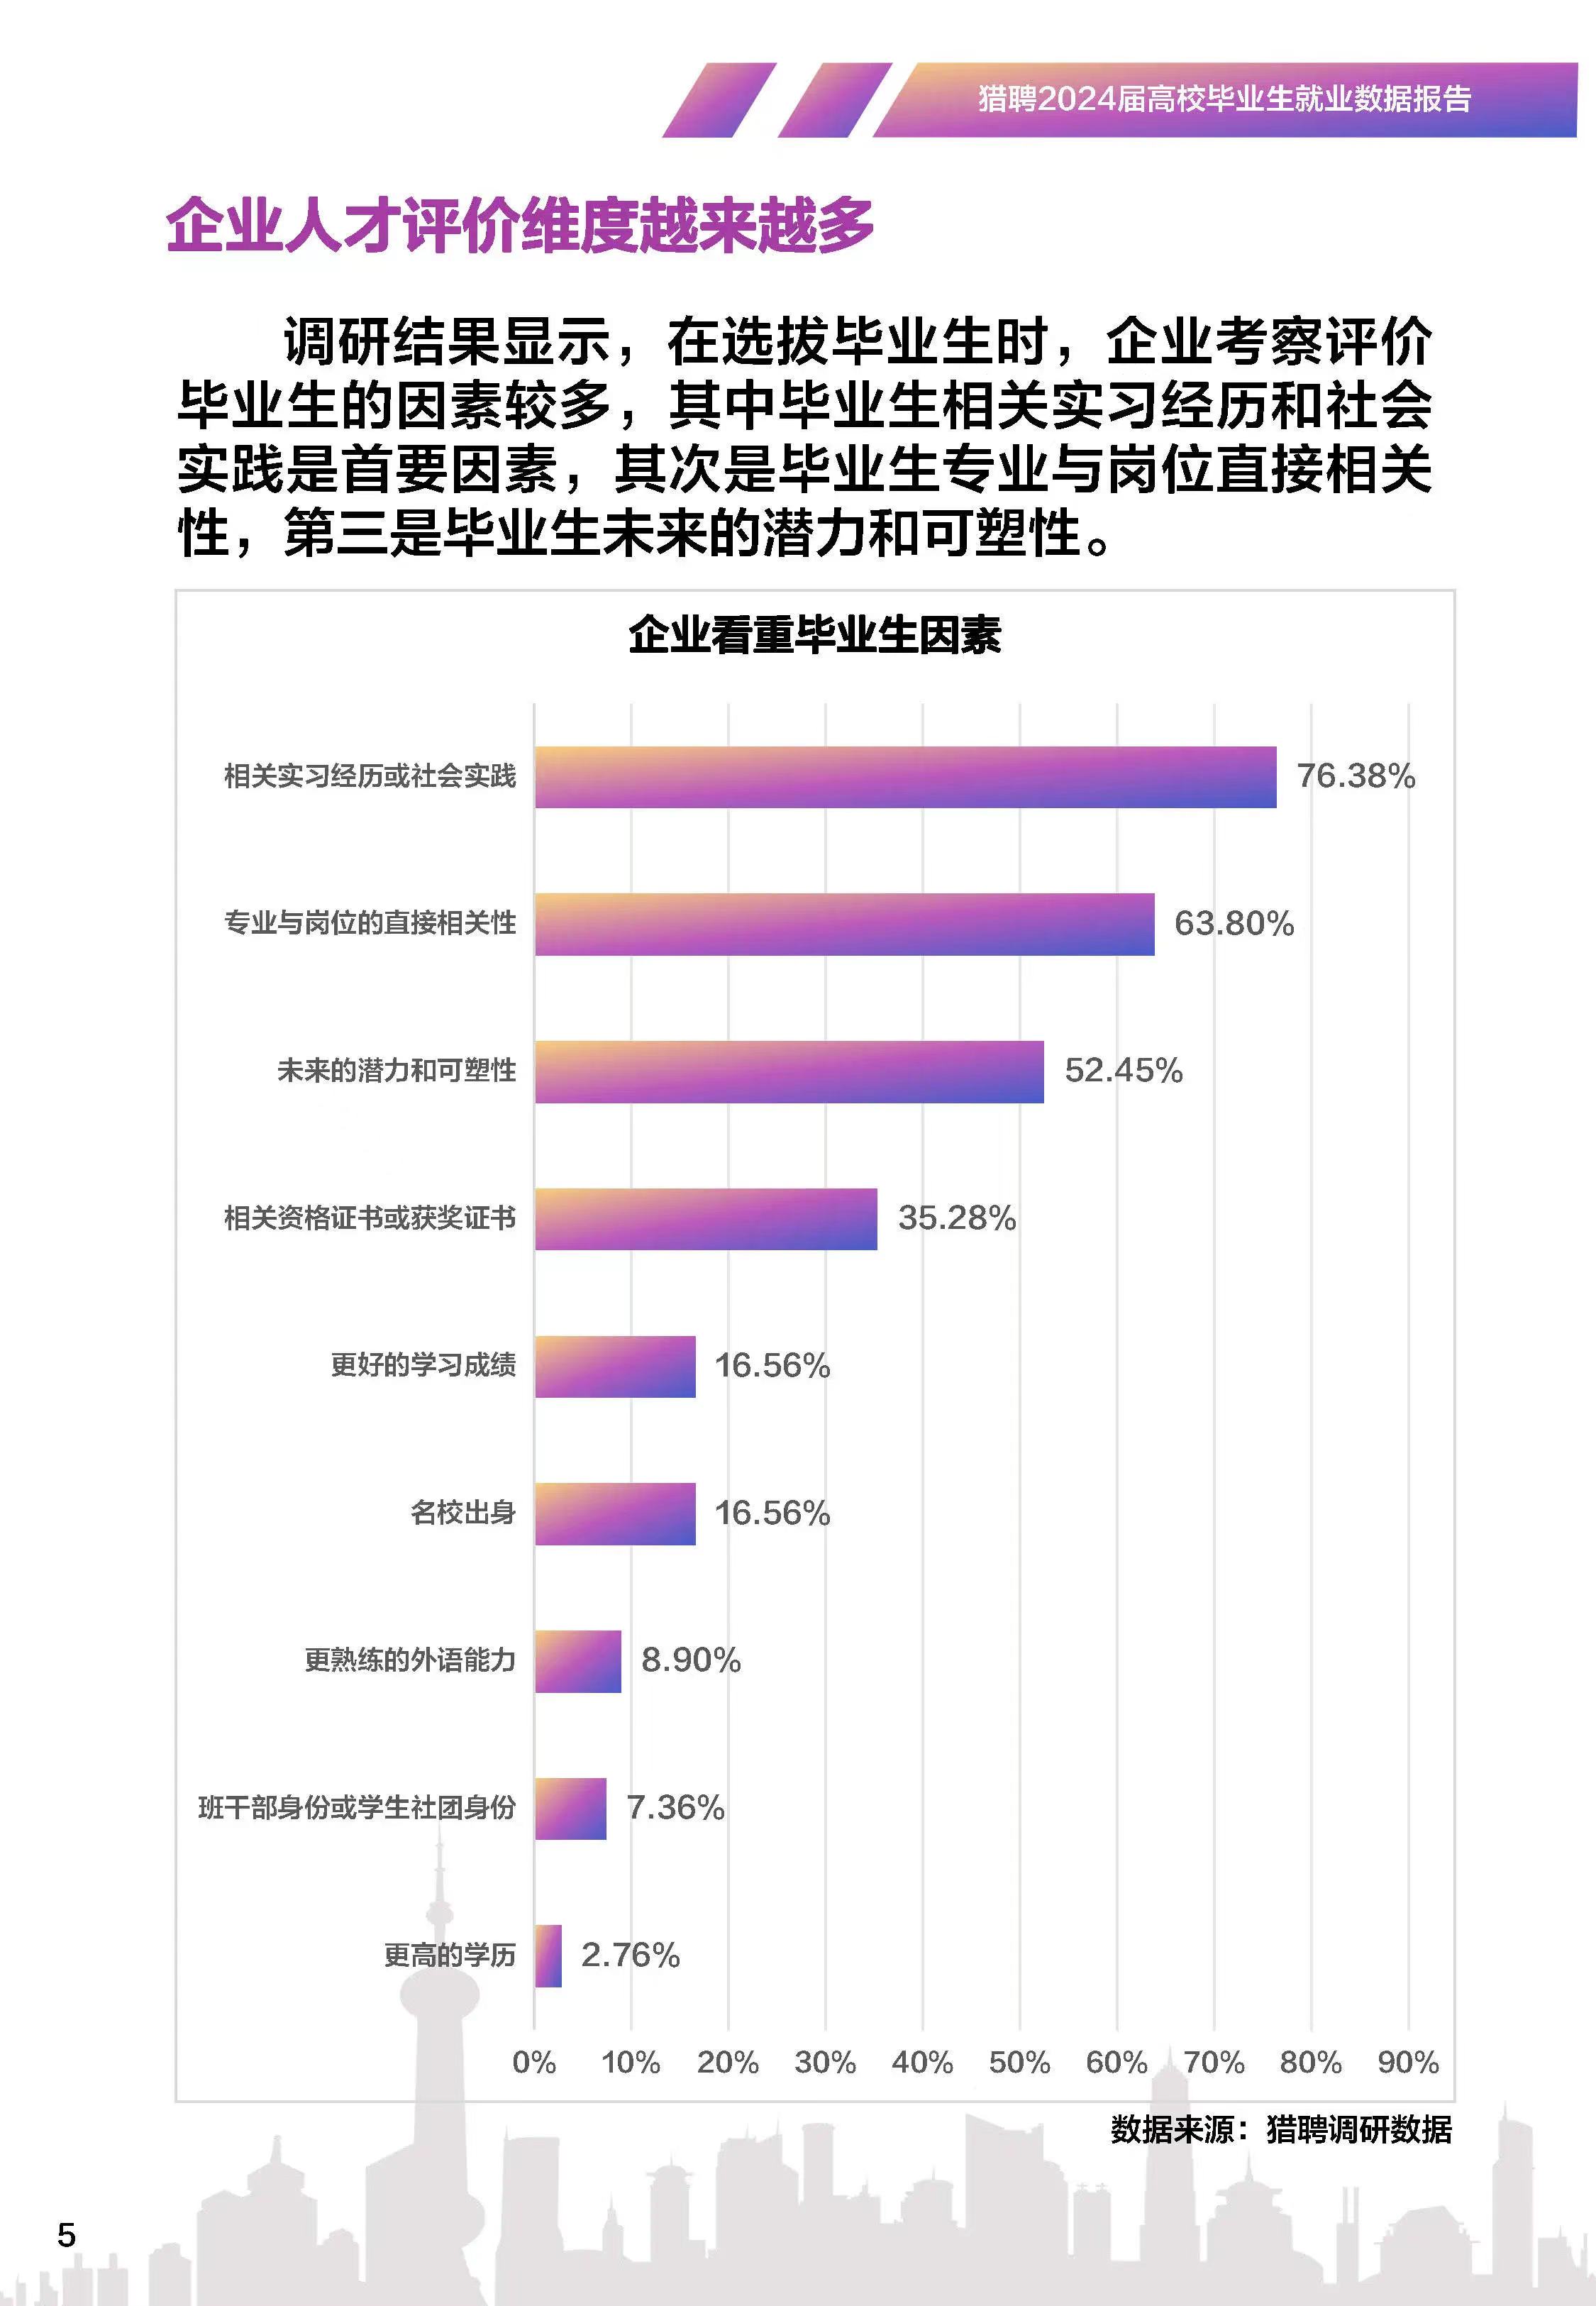 猎聘2024届高校毕业生就业数据报告
企业人才评价维度越来越多
调研结果显示，在选拔毕业生时，企业考察评价
毕业生的因素较多，其中毕业生相关实习经历和社会
实践是首要因素，其次是毕业生专业与岗位直接相关
性，第三是毕业生未来的潜力和可塑性。
企业看重毕业生因素
相关实习经历或社会实践 76.38%
专业与岗位的直接相关性 63.80%
未来的潜力和可塑性 52.45%
相关资格证书或获奖证书 35.28%
更好的学习成绩 16.56%
名校出身 16.56%
更熟练的外语能力 8.90%
班干部身份或学生社团身份 7.36%
更高的学历 2.76%
0% 10% 20% 30% 40% 50% 60% 70% 80% 90%
数据来源：猎聘调研数据
5